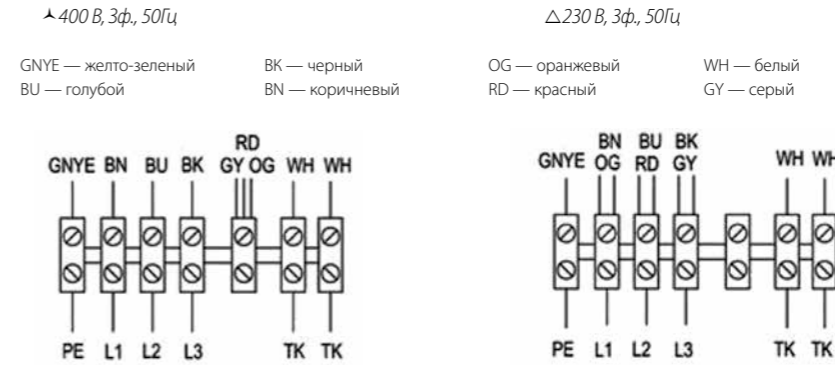 ⅄400 В, 3ф., 50Гц △230 В, 3ф., 50Гц
GNYE — желто-зеленый BK — черный OG — оранжевый WH — белый
BU — голубой BN — коричневый RD — красный GY — серый
RD
GNYE BN BU BK GY OG WH WH
BN BU BK
GNYE OG RD GY WH WH
PE L1 L2 L3 TK TK
PE L1 L2 L3 TK TK